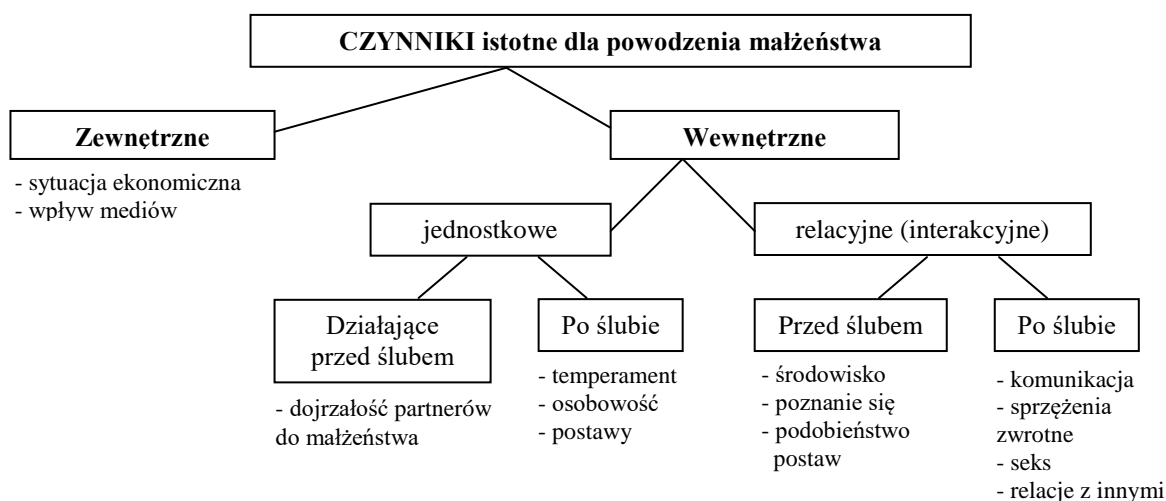 CZYNNIKI istotne dla powodzenia małżeństwa
Zewnętrzne
- sytuacja ekonomiczna
- wpływ mediów
Wewnętrzne
jednostkowe
relacyjne (interakcyjne)
Działające
przed ślubem
- dojrzałość partnerów
do małżeństwa
Po ślubie
- temperament
- osobowość
- postawy
Przed ślubem
- środowisko
- poznanie się
- podobieństwo
postaw
Po ślubie
- komunikacja
- sprzężenia
zwrotne
- seks
- relacje z innymi